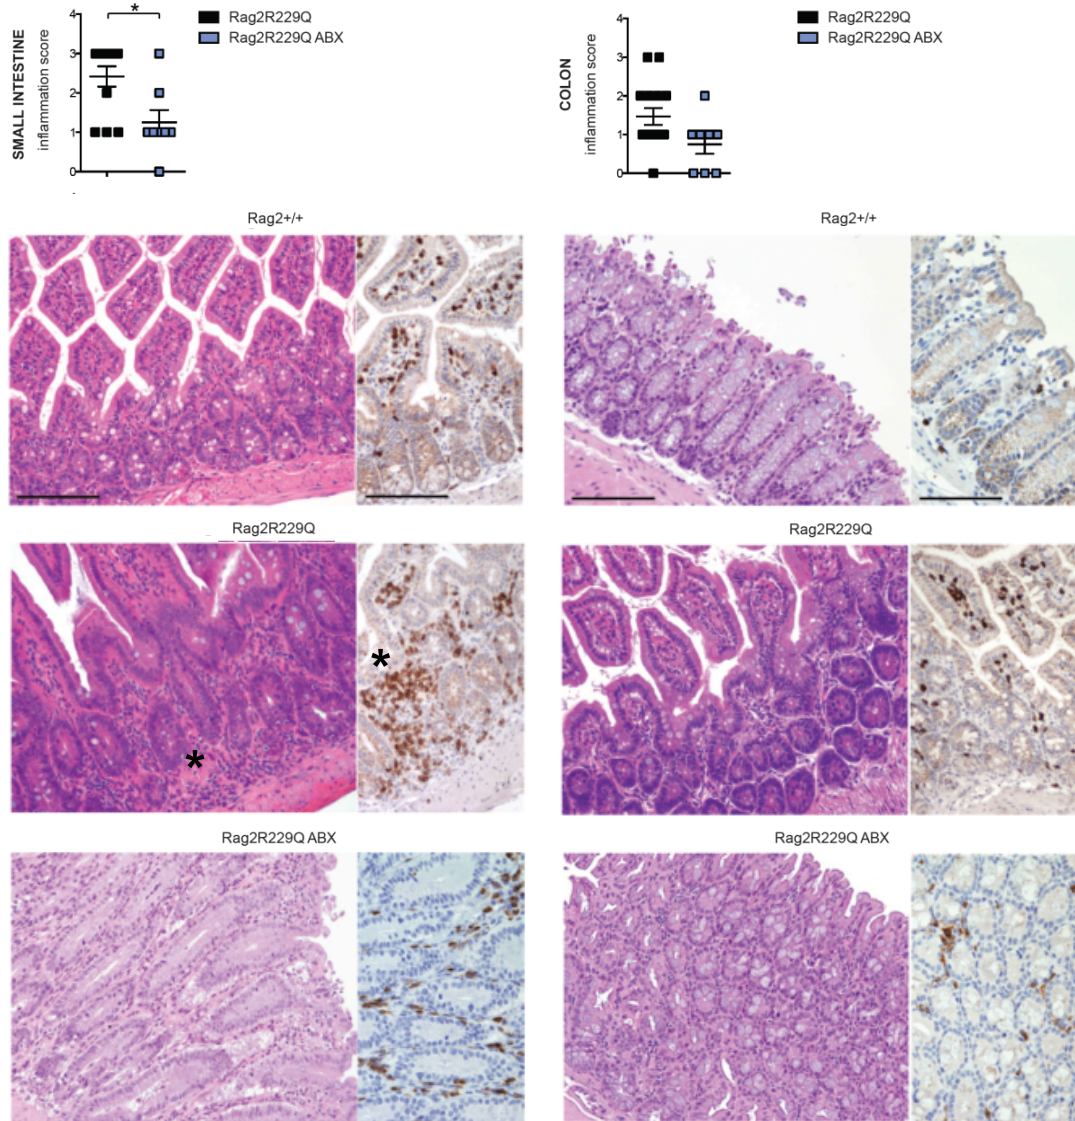 *
4
3
2
1
0
SMALL INTESTINE
inflammation score
Rag2R229Q
Rag2R229Q ABX
4
3
2
1
0
COLON
inflammation score
Rag2R229Q
Rag2R229Q ABX
Rag2+/+
Rag2+/+
Rag2R229Q
Rag2R229Q
*
*
Rag2R229Q ABX
Rag2R229Q ABX